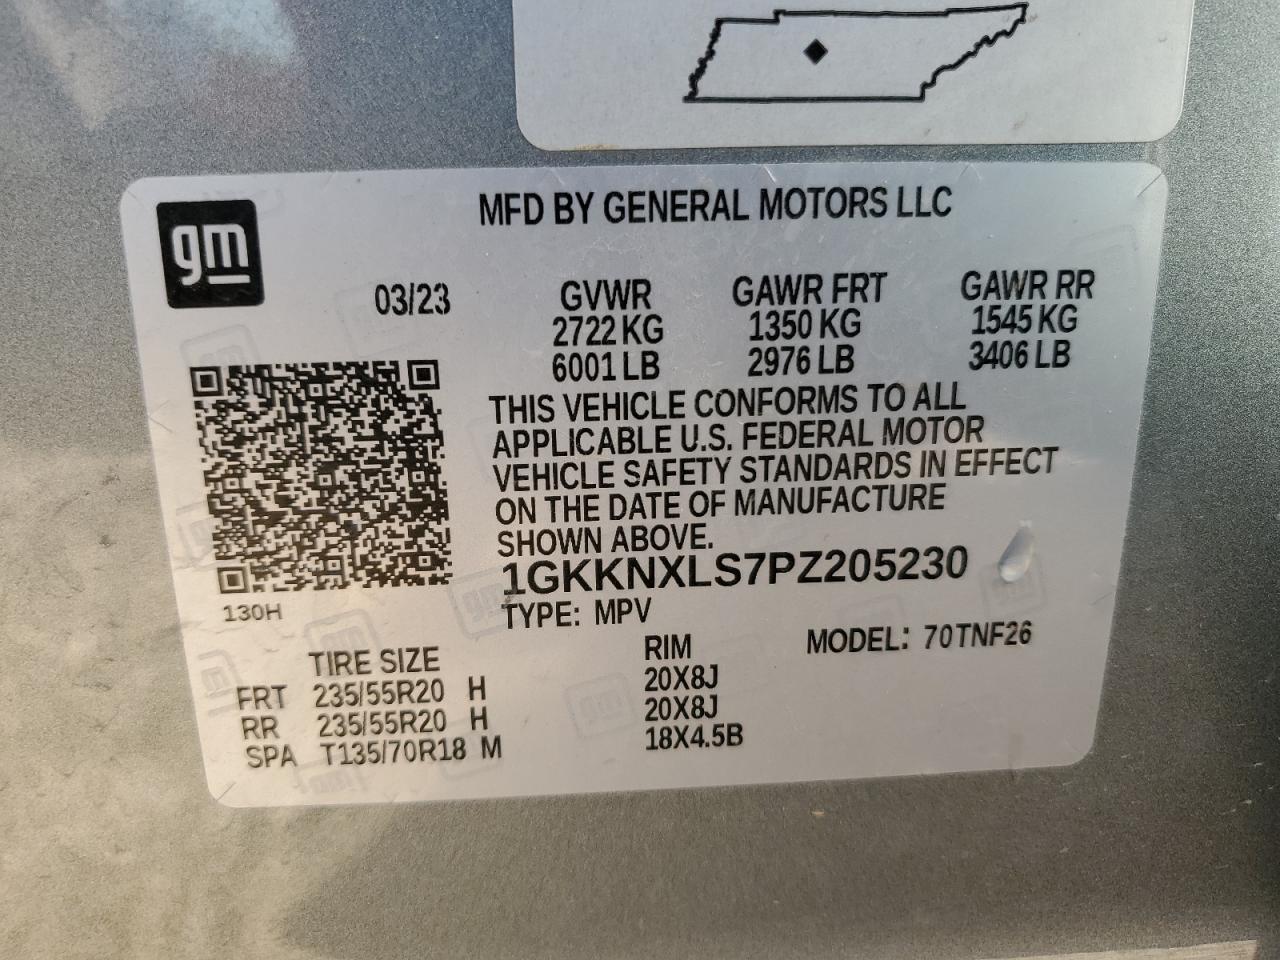 MFD BY GENERAL MOTORS LLC
gm
03/23 GVWR GAWR FRT GAWR RR
2722 KG 1350 KG 1545 KG
6001 LB 2976 LB 3406 LB
THIS VEHICLE CONFORMS TO ALL
APPLICABLE U.S. FEDERAL MOTOR
VEHICLE SAFETY STANDARDS IN EFFECT
ON THE DATE OF MANUFACTURE
SHOWN ABOVE.
1GKKNXLS7PZ205230
130H
TYPE: MPV
MODEL: 70TNF26
TIRE SIZE RIM
FRT 235/55R20 H 20X8J
RR 235/55R20 H 20X8J
SPA T135/70R18 M 18X4.5B